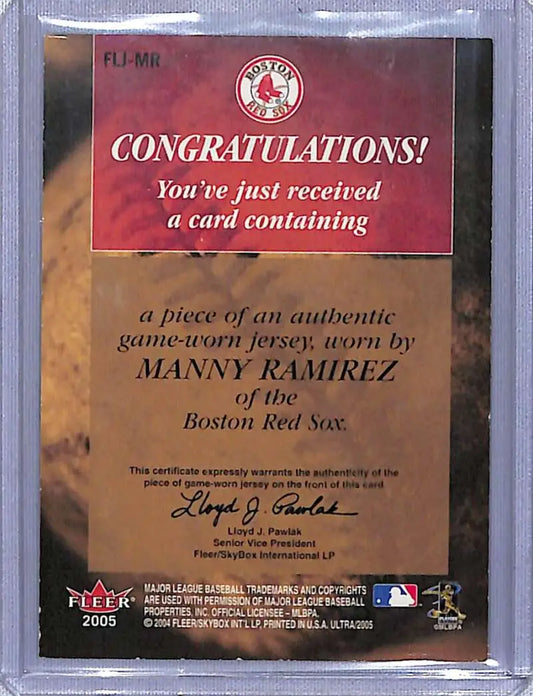 FLJ-MR
BOSTON
RED SOX
CONGRATULATIONS!
You've just received
a card containing
a piece of an authentic
game-worn jersey, worn by
MANNY RAMIREZ
of the
Boston Red Sox.
This certificate expressly warrants the authenticity of the
piece of game-worn jersey on the front of this card.
Lloyd J. Pawlak
Lloyd J. Pawlak
Senior Vice President
Fleer/SkyBox International LP
FLEER
2005
MAJOR LEAGUE BASEBALL TRADEMARKS AND COPYRIGHTS
ARE USED WITH PERMISSION OF MAJOR LEAGUE BASEBALL
PROPERTIES, INC. OFFICIAL LICENSEE - MLBPA.
© 2004 FLEER/SKYBOX INT'L LP, PRINTED IN U.S.A. ULTRA/2005
PLAYERS
©MLBPA